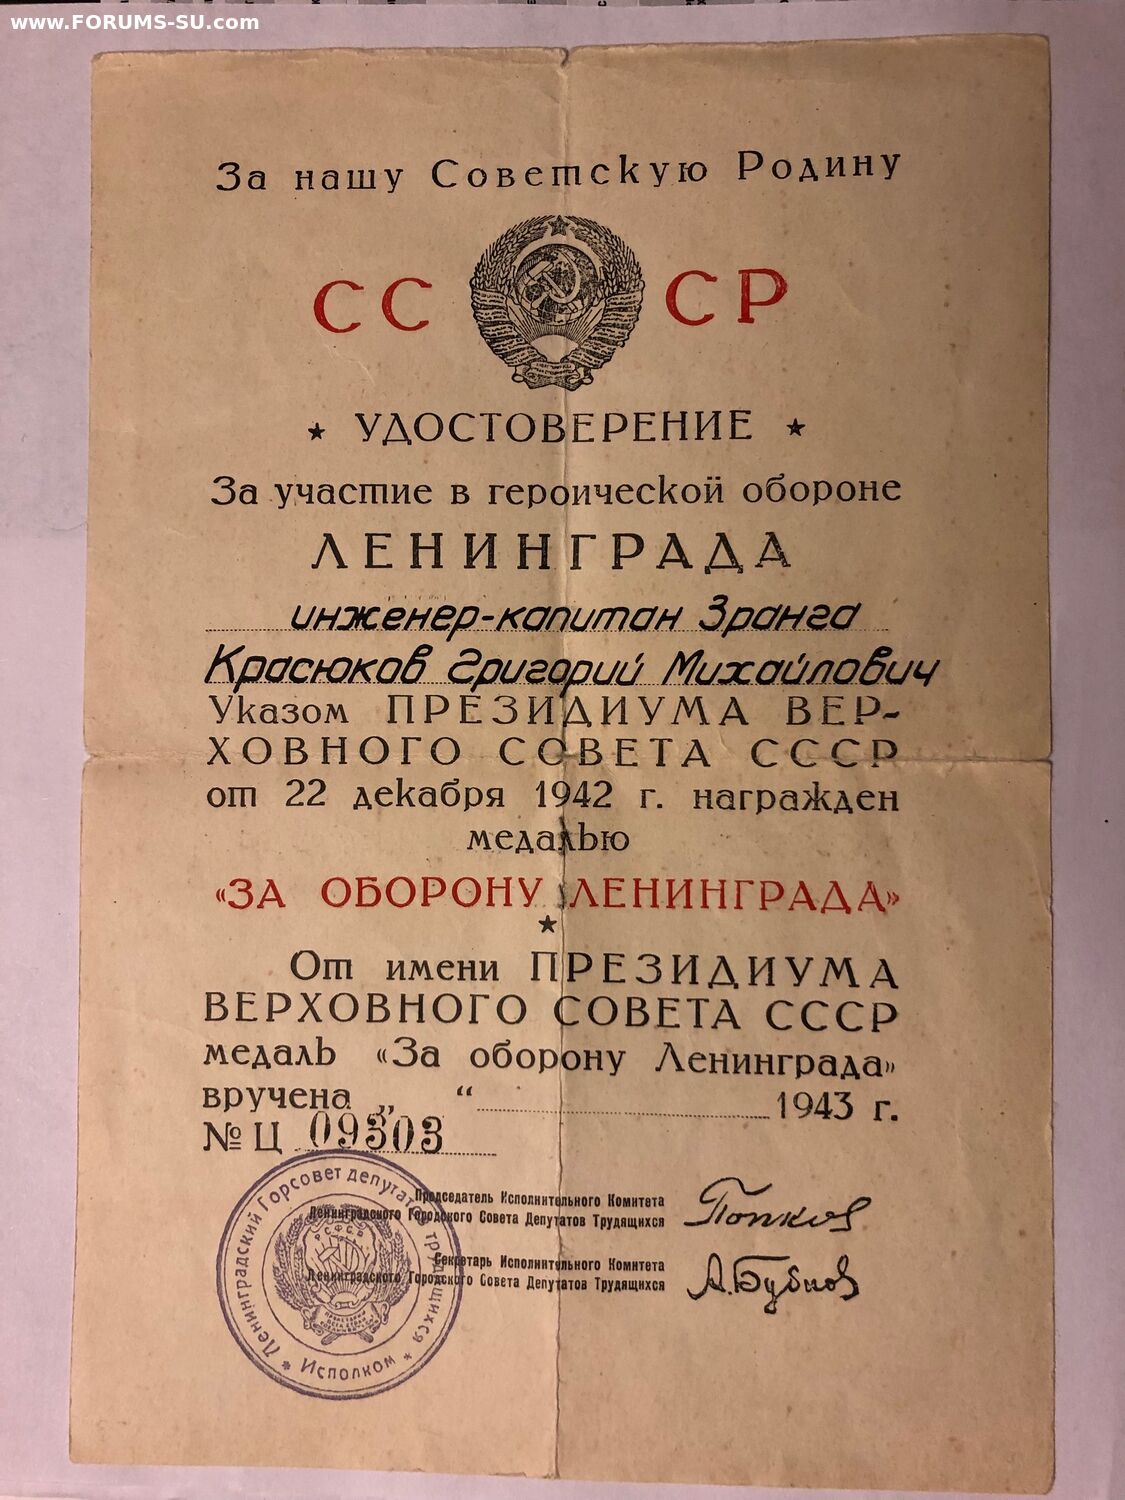 www.FORUMS-SU.com
За нашу Советскую Родину
СС СР
★ УДОСТОВЕРЕНИЕ ★
За участие в героической обороне
ЛЕНИНГРАДА
инженер-капитан 3ранга
Красюков Григорий Михайлович
Указом ПРЕЗИДИУМА ВЕР-
ХОВНОГО СОВЕТА СССР
от 22 декабря 1942 г. награжден
медалью
«ЗА ОБОРОНУ ЛЕНИНГРАДА»
★
От имени ПРЕЗИДИУМА
ВЕРХОВНОГО СОВЕТА СССР
медаль «За оборону Ленинграда»
вручена „ “ 1943 г.
№ Ц 09303
Председатель Исполнительного Комитета
Ленинградского Городского Совета Депутатов Трудящихся
Попков
Секретарь Исполнительного Комитета
Ленинградского Городского Совета Депутатов Трудящихся
А.Бубнов
Ленинградский Горсовет депутатов трудящихся
* Исполком *
РСФСР